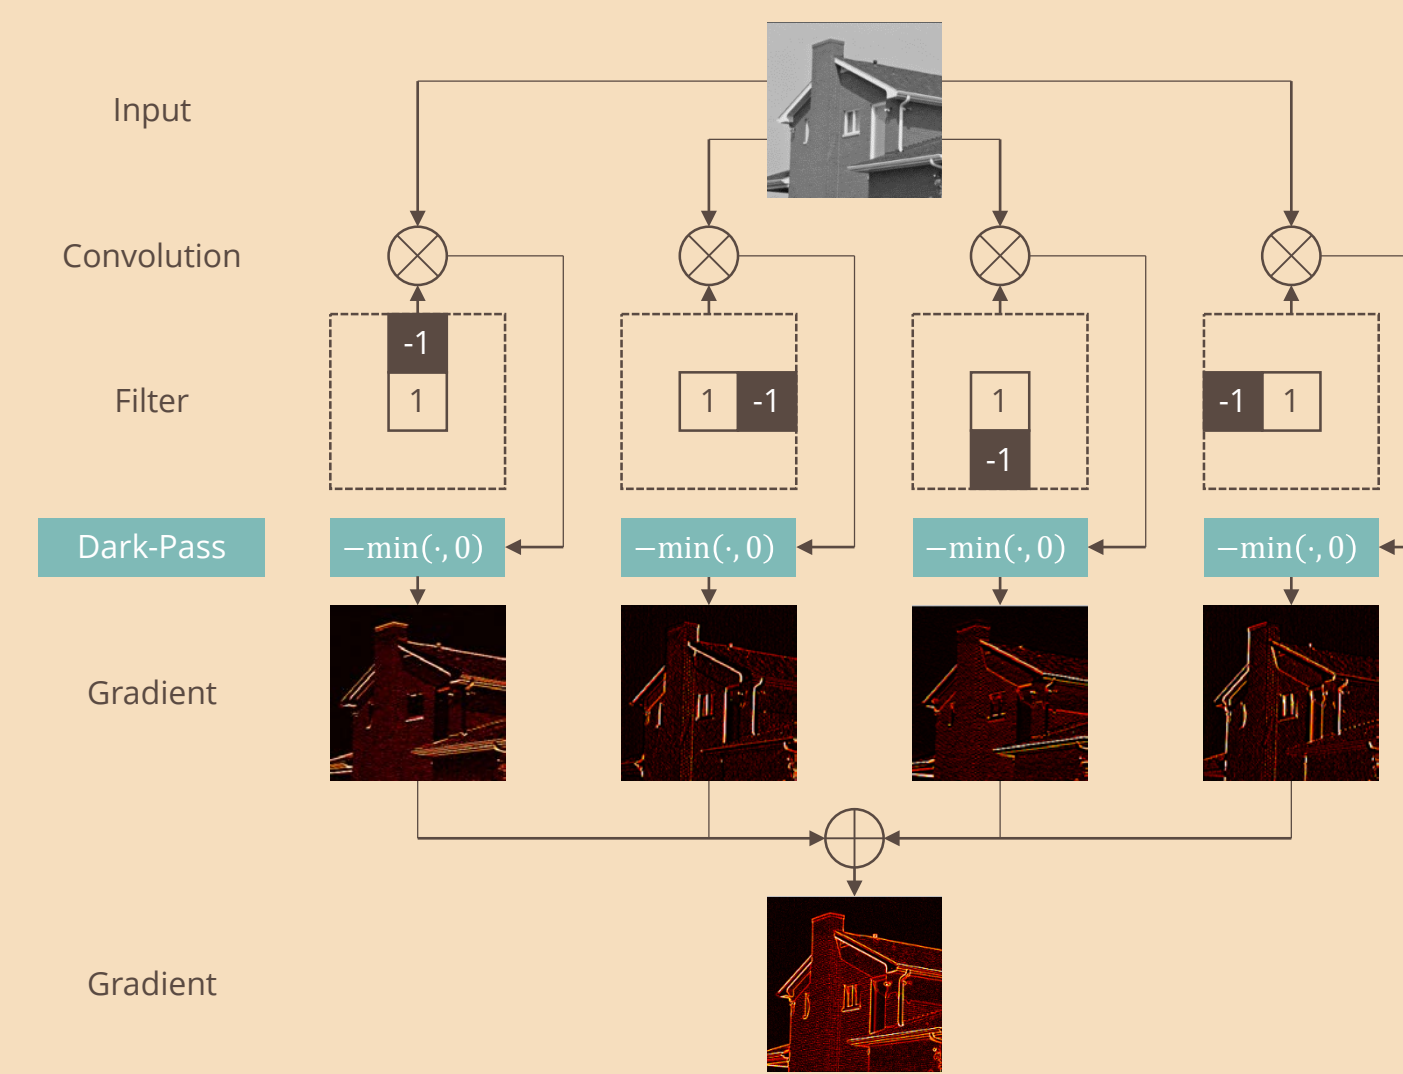 Input
Convolution
Filter
-1
1
1 -1
1
-1
-1 1
Dark-Pass
−min(·, 0)
−min(·, 0)
−min(·, 0)
−min(·, 0)
Gradient
Gradient